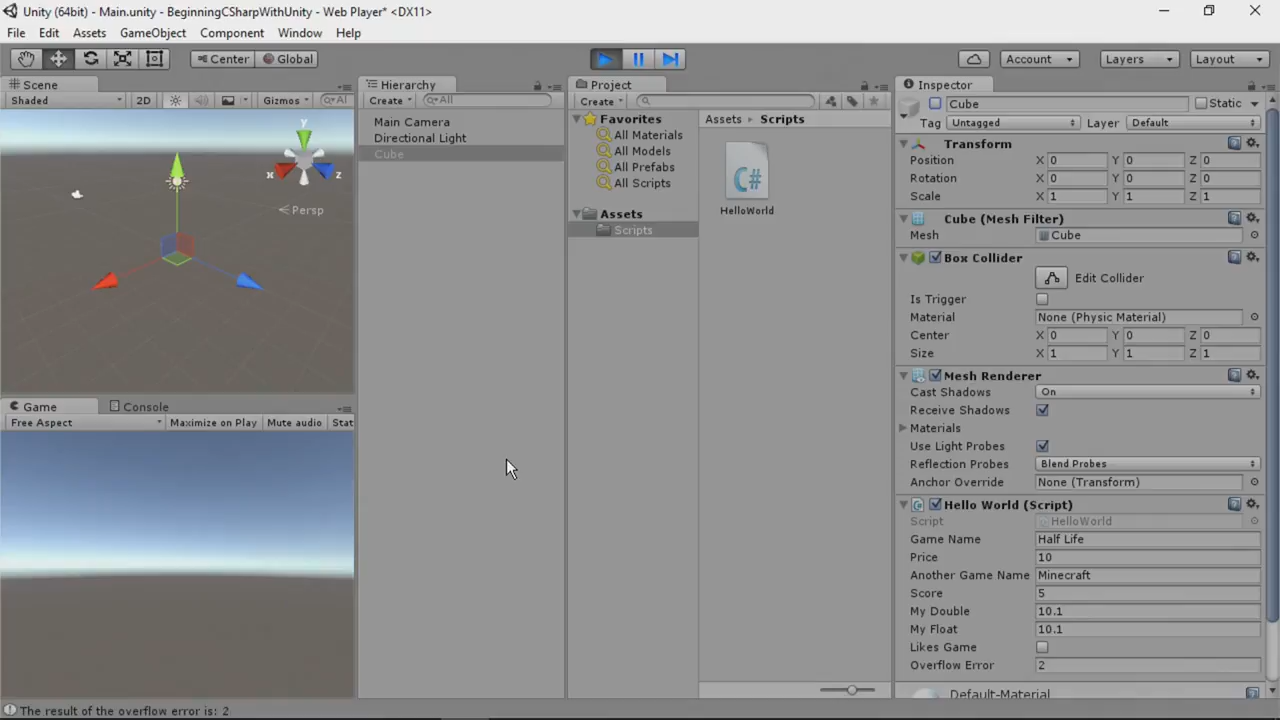 Unity (64bit) - Main.unity - BeginningCSharpWithUnity - Web Player* <DX11>
File Edit Assets GameObject Component Window Help
Center Global Account Layers Layout
Scene
Shaded 2D Gizmos All
y
x
z
Persp
Game Console
Free Aspect Maximize on Play Mute audio Stat
Hierarchy
Create All
Main Camera
Directional Light
Cube
Project
Create
Favorites
All Materials
All Models
All Prefabs
All Scripts
Assets
Scripts
Assets Scripts
C#
HelloWorld
Inspector
Cube Static
Tag Untagged Layer Default
Transform
Position X 0 Y 0 Z 0
Rotation X 0 Y 0 Z 0
Scale X 1 Y 1 Z 1
Cube (Mesh Filter)
Mesh Cube
Box Collider
Edit Collider
Is Trigger
Material None (Physic Material)
Center X 0 Y 0 Z 0
Size X 1 Y 1 Z 1
Mesh Renderer
Cast Shadows On
Receive Shadows
Materials
Use Light Probes
Reflection Probes Blend Probes
Anchor Override None (Transform)
Hello World (Script)
Script HelloWorld
Game Name Half Life
Price 10
Another Game Name Minecraft
Score 5
My Double 10.1
My Float 10.1
Likes Game
Overflow Error 2
Default-Material
The result of the overflow error is: 2